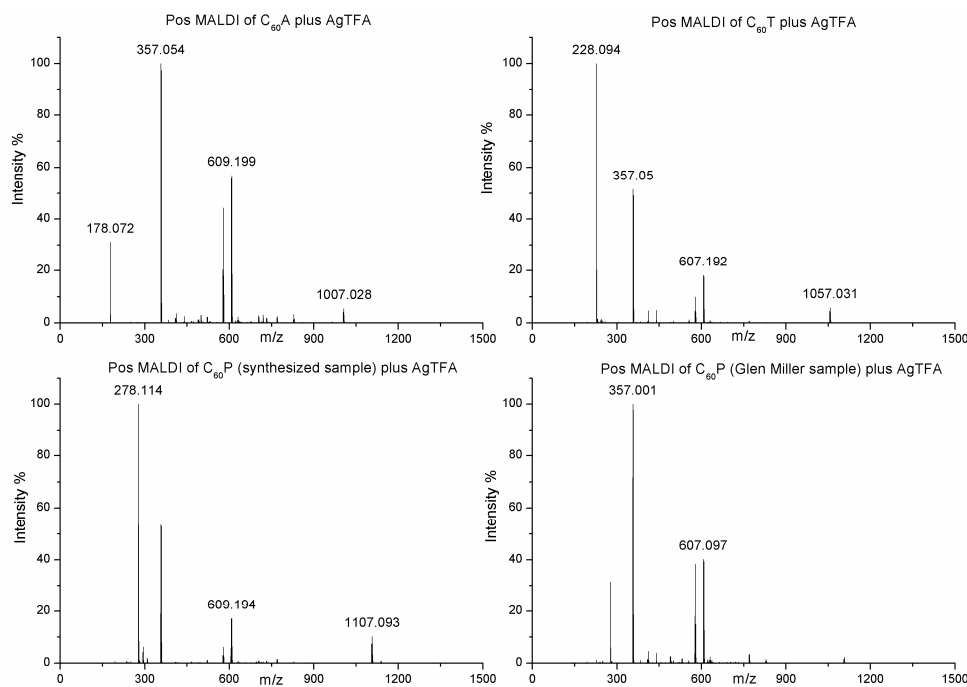 Pos MALDI of C60A plus AgTFA
Intensity %
100
80
60
40
20
0
357.054
609.199
178.072
1007.028
0 300 600 900 1200 1500
m/z
Pos MALDI of C60T plus AgTFA
Intensity %
100
80
60
40
20
0
228.094
357.05
607.192
1057.031
0 300 600 900 1200 1500
m/z
Pos MALDI of C60P (synthesized sample) plus AgTFA
Intensity %
100
80
60
40
20
0
278.114
609.194
1107.093
0 300 600 900 1200 1500
m/z
Pos MALDI of C60P (Glen Miller sample) plus AgTFA
Intensity %
100
80
60
40
20
0
357.001
607.097
0 300 600 900 1200 1500
m/z